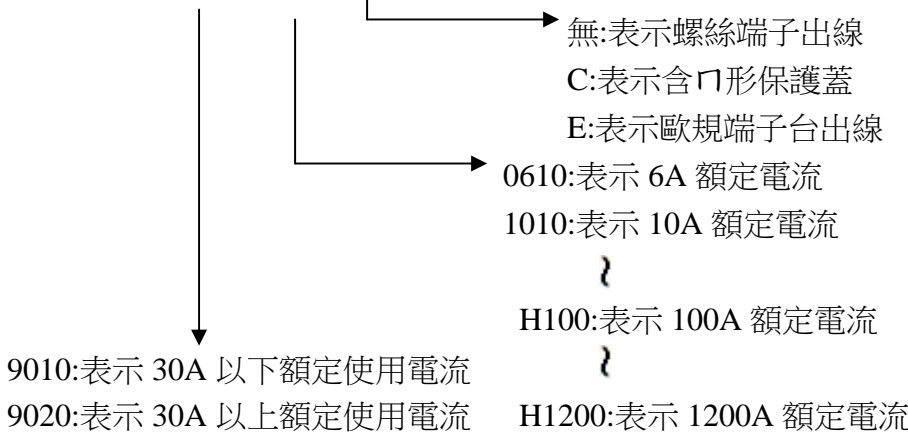 無:表示螺絲端子出線
C:表示含ㄇ形保護蓋
E:表示歐規端子台出線
0610:表示 6A 額定電流
1010:表示 10A 額定電流
~
H100:表示 100A 額定電流
~
9010:表示 30A 以下額定使用電流
9020:表示 30A 以上額定使用電流 H1200:表示 1200A 額定電流